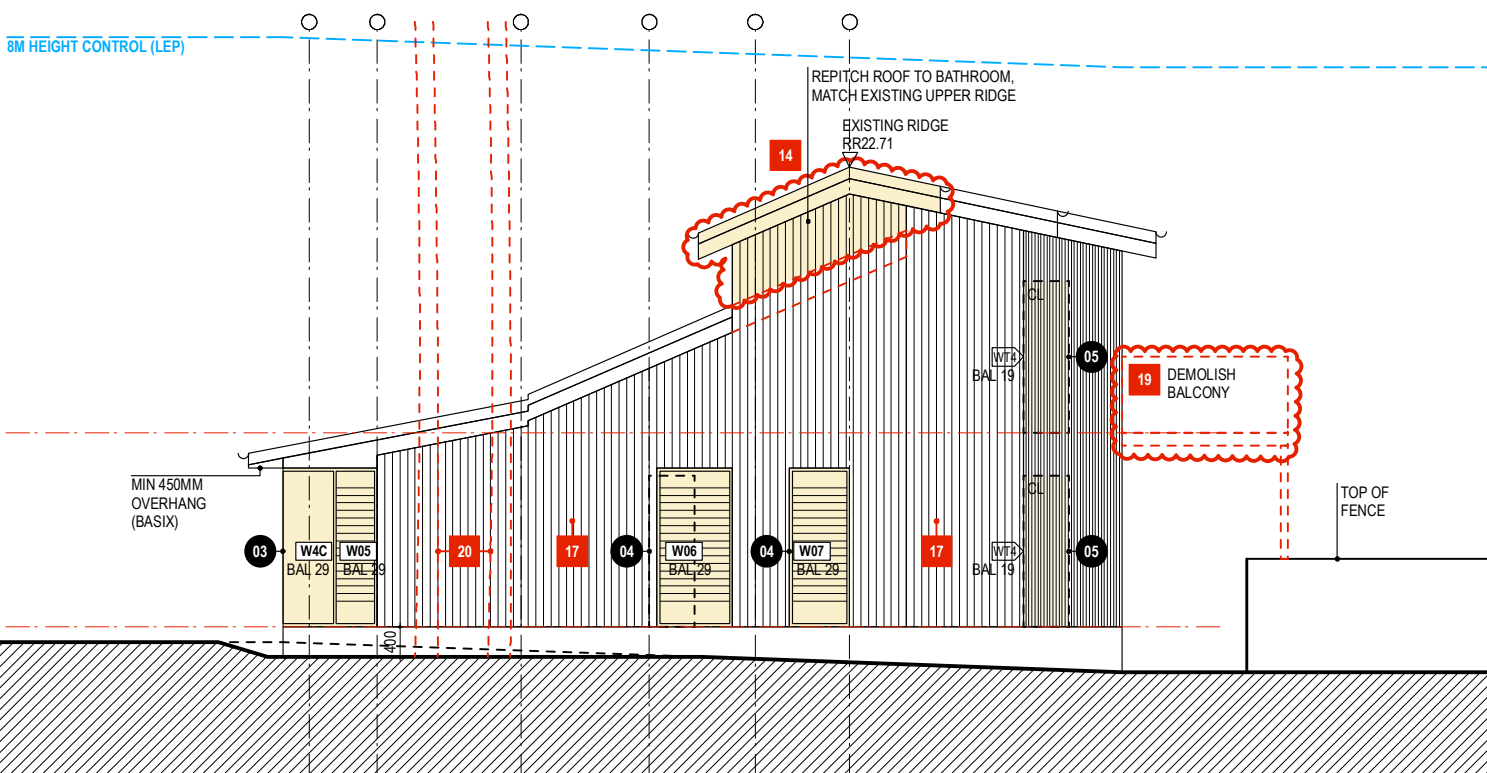 8M HEIGHT CONTROL (LEP)
REPITCH ROOF TO BATHROOM,
MATCH EXISTING UPPER RIDGE
EXISTING RIDGE
RR22.71
14
CL
WT4
BAL 19
05
19
DEMOLISH
BALCONY
MIN 450MM
OVERHANG
(BASIX)
TOP OF
FENCE
CL
03
W4C
BAL 29
W05
BAL 29
20
17
04
W06
BAL 29
04
W07
BAL 29
17
WT4
BAL 19
05
400